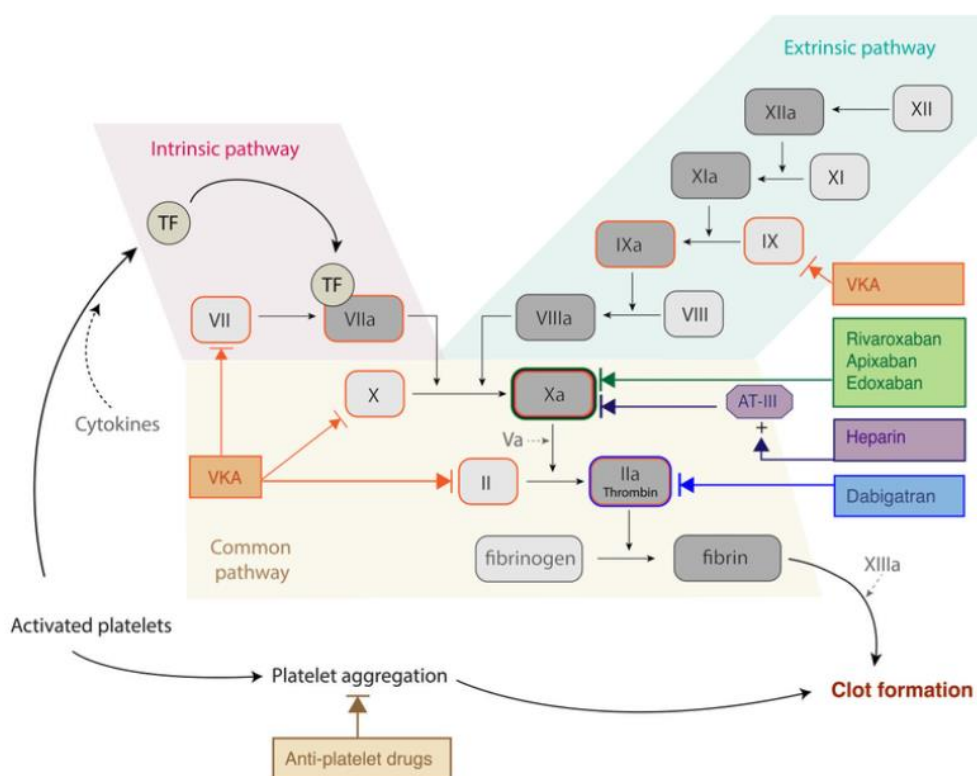 Extrinsic pathway
XIIa
XII
Intrinsic pathway
XIa
XI
TF
IXa
IX
TF
VKA
VII
VIIa
VIIIa
VIII
Rivaroxaban
Apixaban
Edoxaban
X
Xa
AT-III
Cytokines
+
Va
Heparin
VKA
II
IIa
Thrombin
Dabigatran
Common
pathway
fibrinogen
fibrin
XIIIa
Activated platelets
Platelet aggregation
Clot formation
Anti-platelet drugs